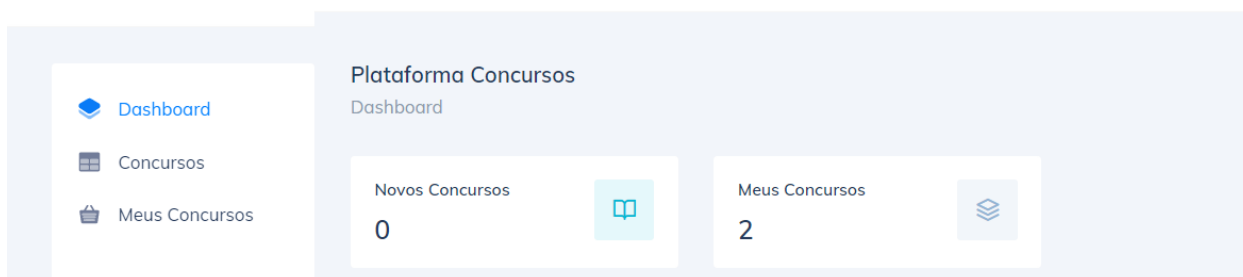 Dashboard
Concursos
Meus Concursos
Plataforma Concursos
Dashboard
Novos Concursos
0
Meus Concursos
2